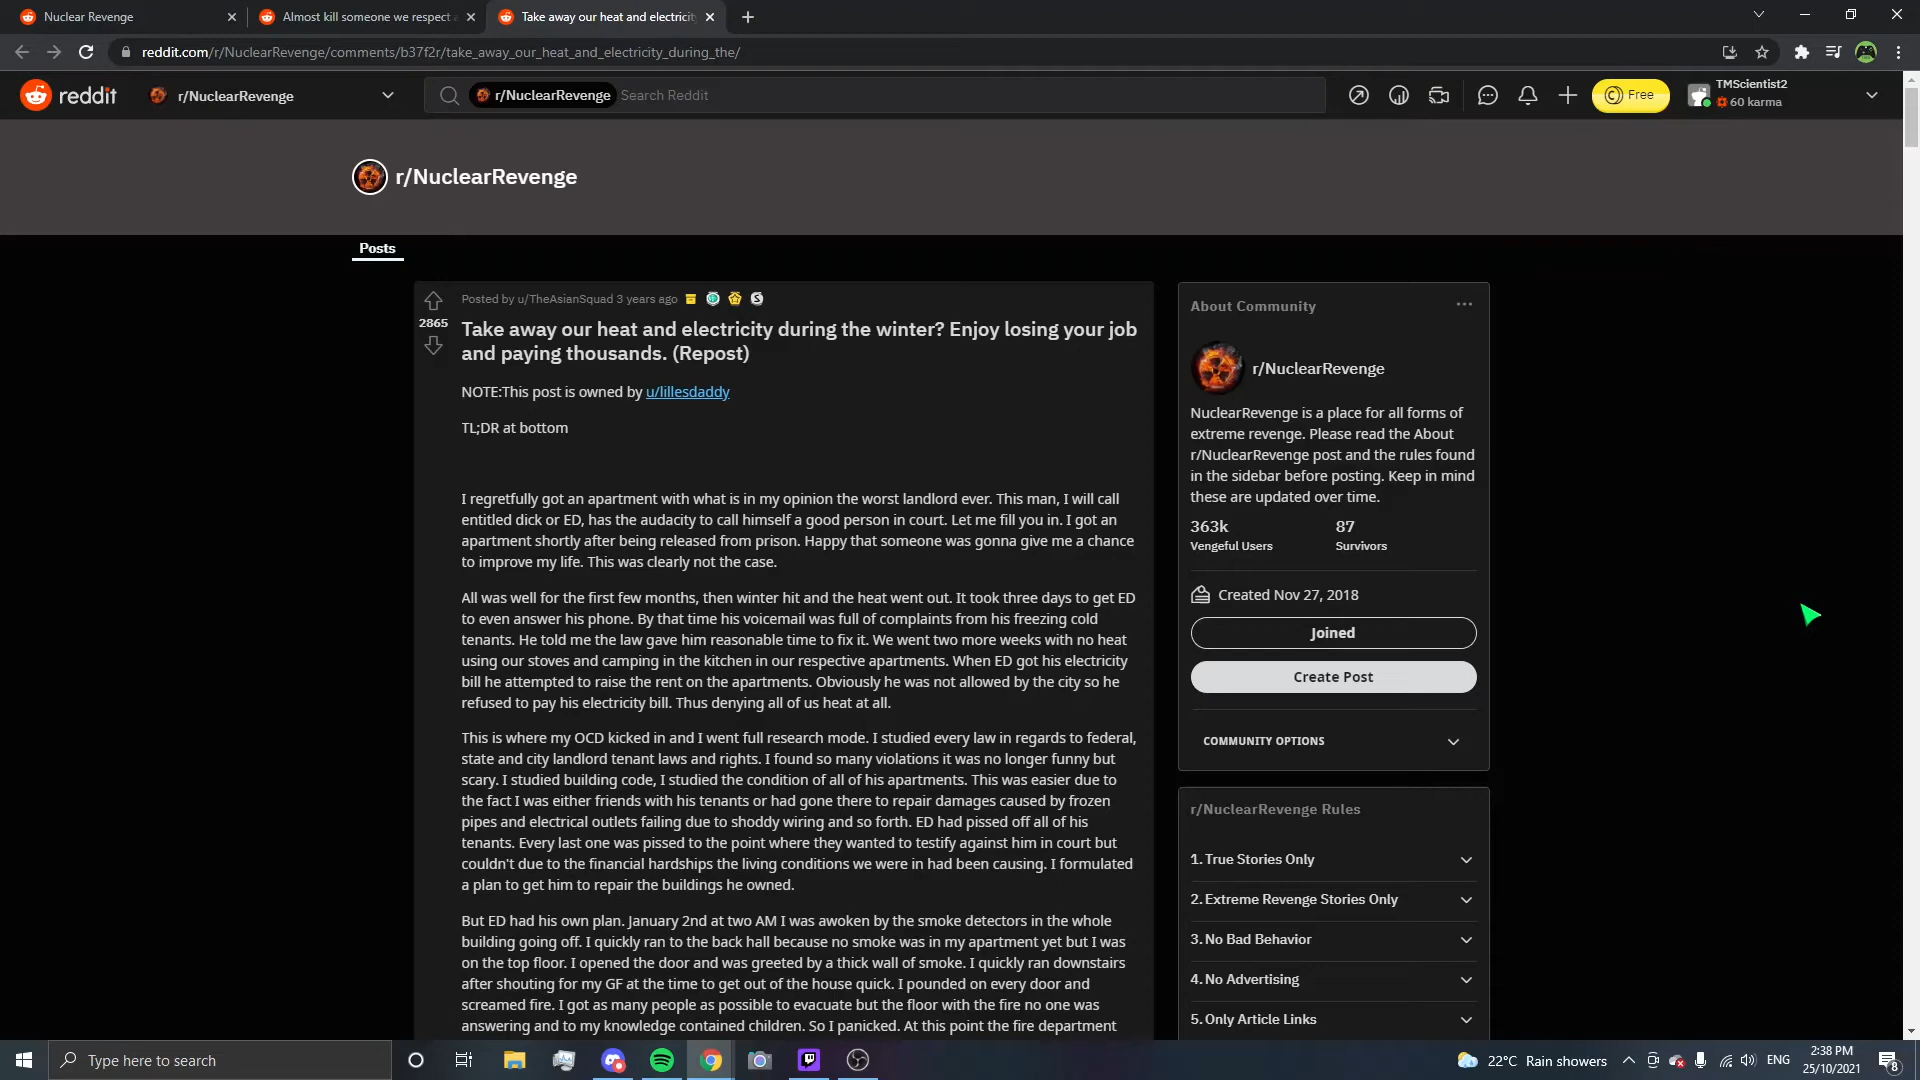 Nuclear Revenge
Almost kill someone we respect a
Take away our heat and electricity
reddit.com/r/NuclearRevenge/comments/b37f2r/take_away_our_heat_and_electricity_during_the/
reddit
r/NuclearRevenge
r/NuclearRevenge
Search Reddit
Free
TMScientist2
60 karma
r/NuclearRevenge
Posts
Posted by u/TheAsianSquad 3 years ago
2865
Take away our heat and electricity during the winter? Enjoy losing your job
and paying thousands. (Repost)
NOTE:This post is owned by u/lillesdaddy
TL;DR at bottom
I regretfully got an apartment with what is in my opinion the worst landlord ever. This man, I will call
entitled dick or ED, has the audacity to call himself a good person in court. Let me fill you in. I got an
apartment shortly after being released from prison. Happy that someone was gonna give me a chance
to improve my life. This was clearly not the case.
All was well for the first few months, then winter hit and the heat went out. It took three days to get ED
to even answer his phone. By that time his voicemail was full of complaints from his freezing cold
tenants. He told me the law gave him reasonable time to fix it. We went two more weeks with no heat
using our stoves and camping in the kitchen in our respective apartments. When ED got his electricity
bill he attempted to raise the rent on the apartments. Obviously he was not allowed by the city so he
refused to pay his electricity bill. Thus denying all of us heat at all.
This is where my OCD kicked in and I went full research mode. I studied every law in regards to federal,
state and city landlord tenant laws and rights. I found so many violations it was no longer funny but
scary. I studied building code, I studied the condition of all of his apartments. This was easier due to
the fact I was either friends with his tenants or had gone there to repair damages caused by frozen
pipes and electrical outlets failing due to shoddy wiring and so forth. ED had pissed off all of his
tenants. Every last one was pissed to the point where they wanted to testify against him in court but
couldn't due to the financial hardships the living conditions we were in had been causing. I formulated
a plan to get him to repair the buildings he owned.
But ED had his own plan. January 2nd at two AM I was awoken by the smoke detectors in the whole
building going off. I quickly ran to the back hall because no smoke was in my apartment yet but I was
on the top floor. I opened the door and was greeted by a thick wall of smoke. I quickly ran downstairs
after shouting for my GF at the time to get out of the house quick. I pounded on every door and
screamed fire. I got as many people as possible to evacuate but the floor with the fire no one was
answering and to my knowledge contained children. So I panicked. At this point the fire department
About Community
r/NuclearRevenge
NuclearRevenge is a place for all forms of
extreme revenge. Please read the About
r/NuclearRevenge post and the rules found
in the sidebar before posting. Keep in mind
these are updated over time.
363k
87
Vengeful Users
Survivors
Created Nov 27, 2018
Joined
Create Post
COMMUNITY OPTIONS
r/NuclearRevenge Rules
1. True Stories Only
2. Extreme Revenge Stories Only
3. No Bad Behavior
4. No Advertising
5. Only Article Links
Type here to search
22°C Rain showers
ENG
2:38 PM
25/10/2021
8